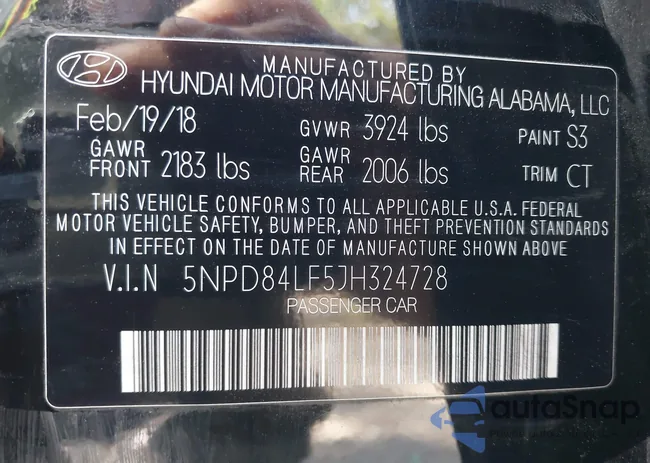 MANUFACTURED BY
HYUNDAI MOTOR MANUFACTURING ALABAMA, LLC
Feb/19/18 GVWR 3924 lbs PAINT S3
GAWR FRONT 2183 lbs GAWR REAR 2006 lbs TRIM CT
THIS VEHICLE CONFORMS TO ALL APPLICABLE U.S.A. FEDERAL
MOTOR VEHICLE SAFETY, BUMPER, AND THEFT PREVENTION STANDARDS
IN EFFECT ON THE DATE OF MANUFACTURE SHOWN ABOVE
V.I.N 5NPD84LF5JH324728
PASSENGER CAR
autoSnap